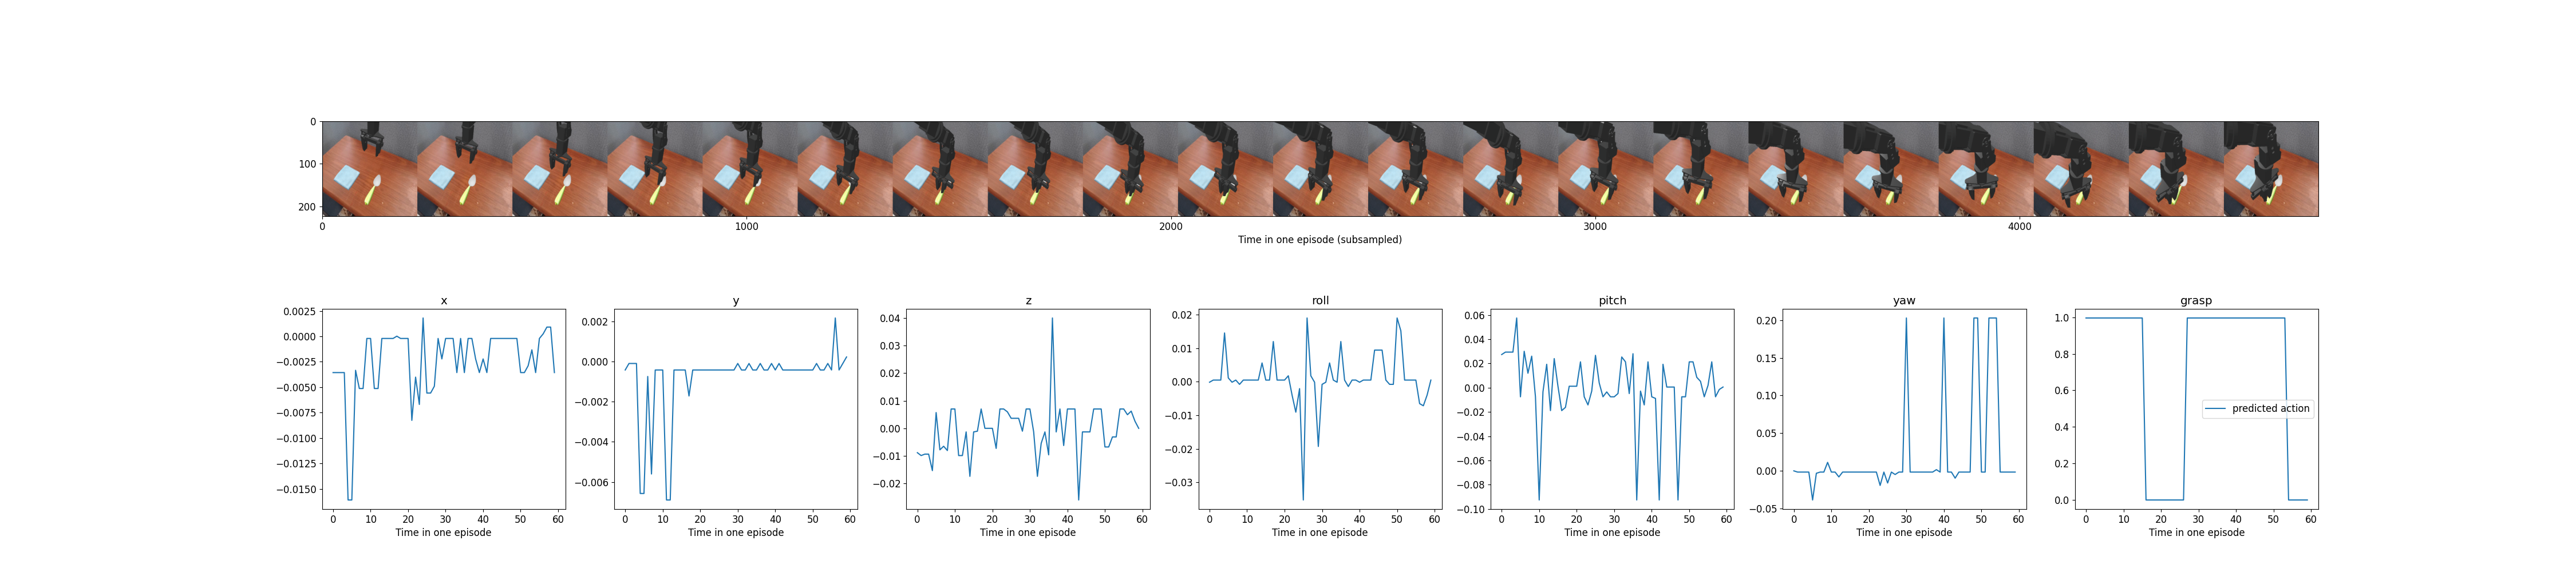 0
100
200
0 1000 2000 3000 4000
Time in one episode (subsampled)
x
0.0025
0.0000
−0.0025
−0.0050
−0.0075
−0.0100
−0.0125
−0.0150
0 10 20 30 40 50 60
Time in one episode
y
0.002
0.000
−0.002
−0.004
−0.006
0 10 20 30 40 50 60
Time in one episode
z
0.04
0.03
0.02
0.01
0.00
−0.01
−0.02
0 10 20 30 40 50 60
Time in one episode
roll
0.02
0.01
0.00
−0.01
−0.02
−0.03
0 10 20 30 40 50 60
Time in one episode
pitch
0.06
0.04
0.02
0.00
−0.02
−0.04
−0.06
−0.08
−0.10
0 10 20 30 40 50 60
Time in one episode
yaw
0.20
0.15
0.10
0.05
0.00
−0.05
0 10 20 30 40 50 60
Time in one episode
grasp
1.0
0.8
0.6
0.4
0.2
0.0
predicted action
0 10 20 30 40 50 60
Time in one episode